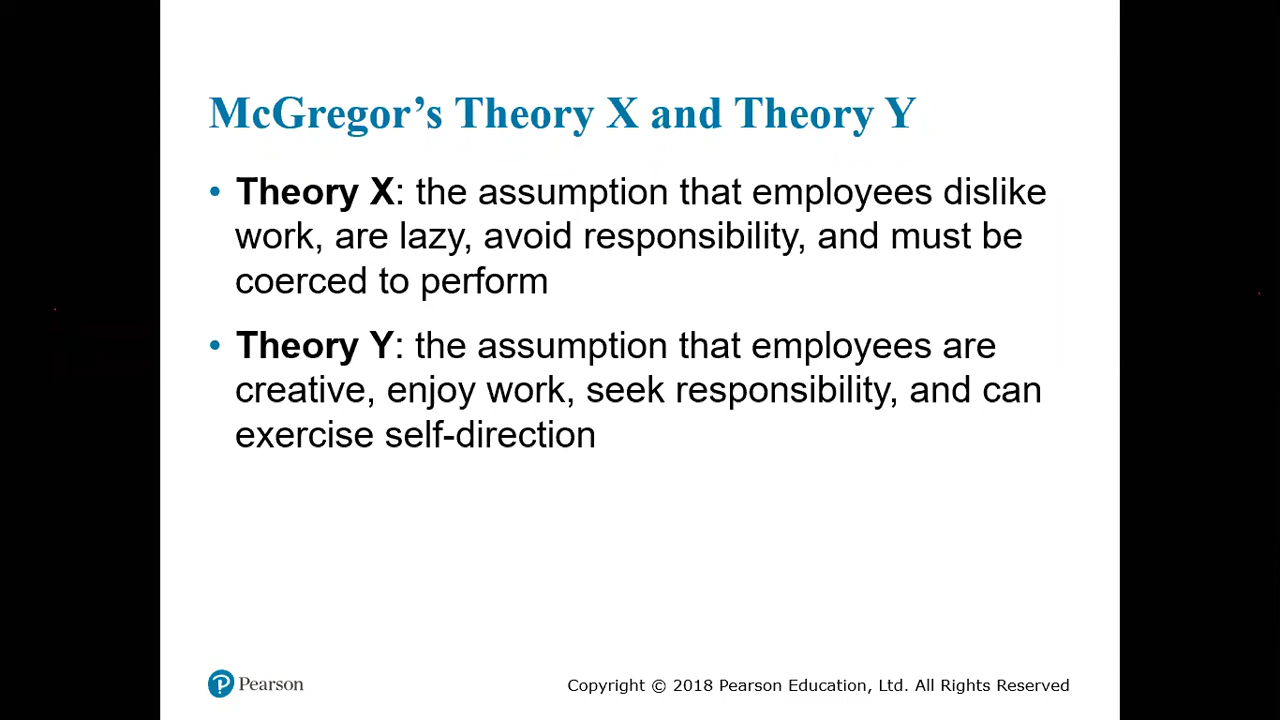 McGregor’s Theory X and Theory Y
• Theory X: the assumption that employees dislike
work, are lazy, avoid responsibility, and must be
coerced to perform
• Theory Y: the assumption that employees are
creative, enjoy work, seek responsibility, and can
exercise self-direction
P Pearson
Copyright © 2018 Pearson Education, Ltd. All Rights Reserved